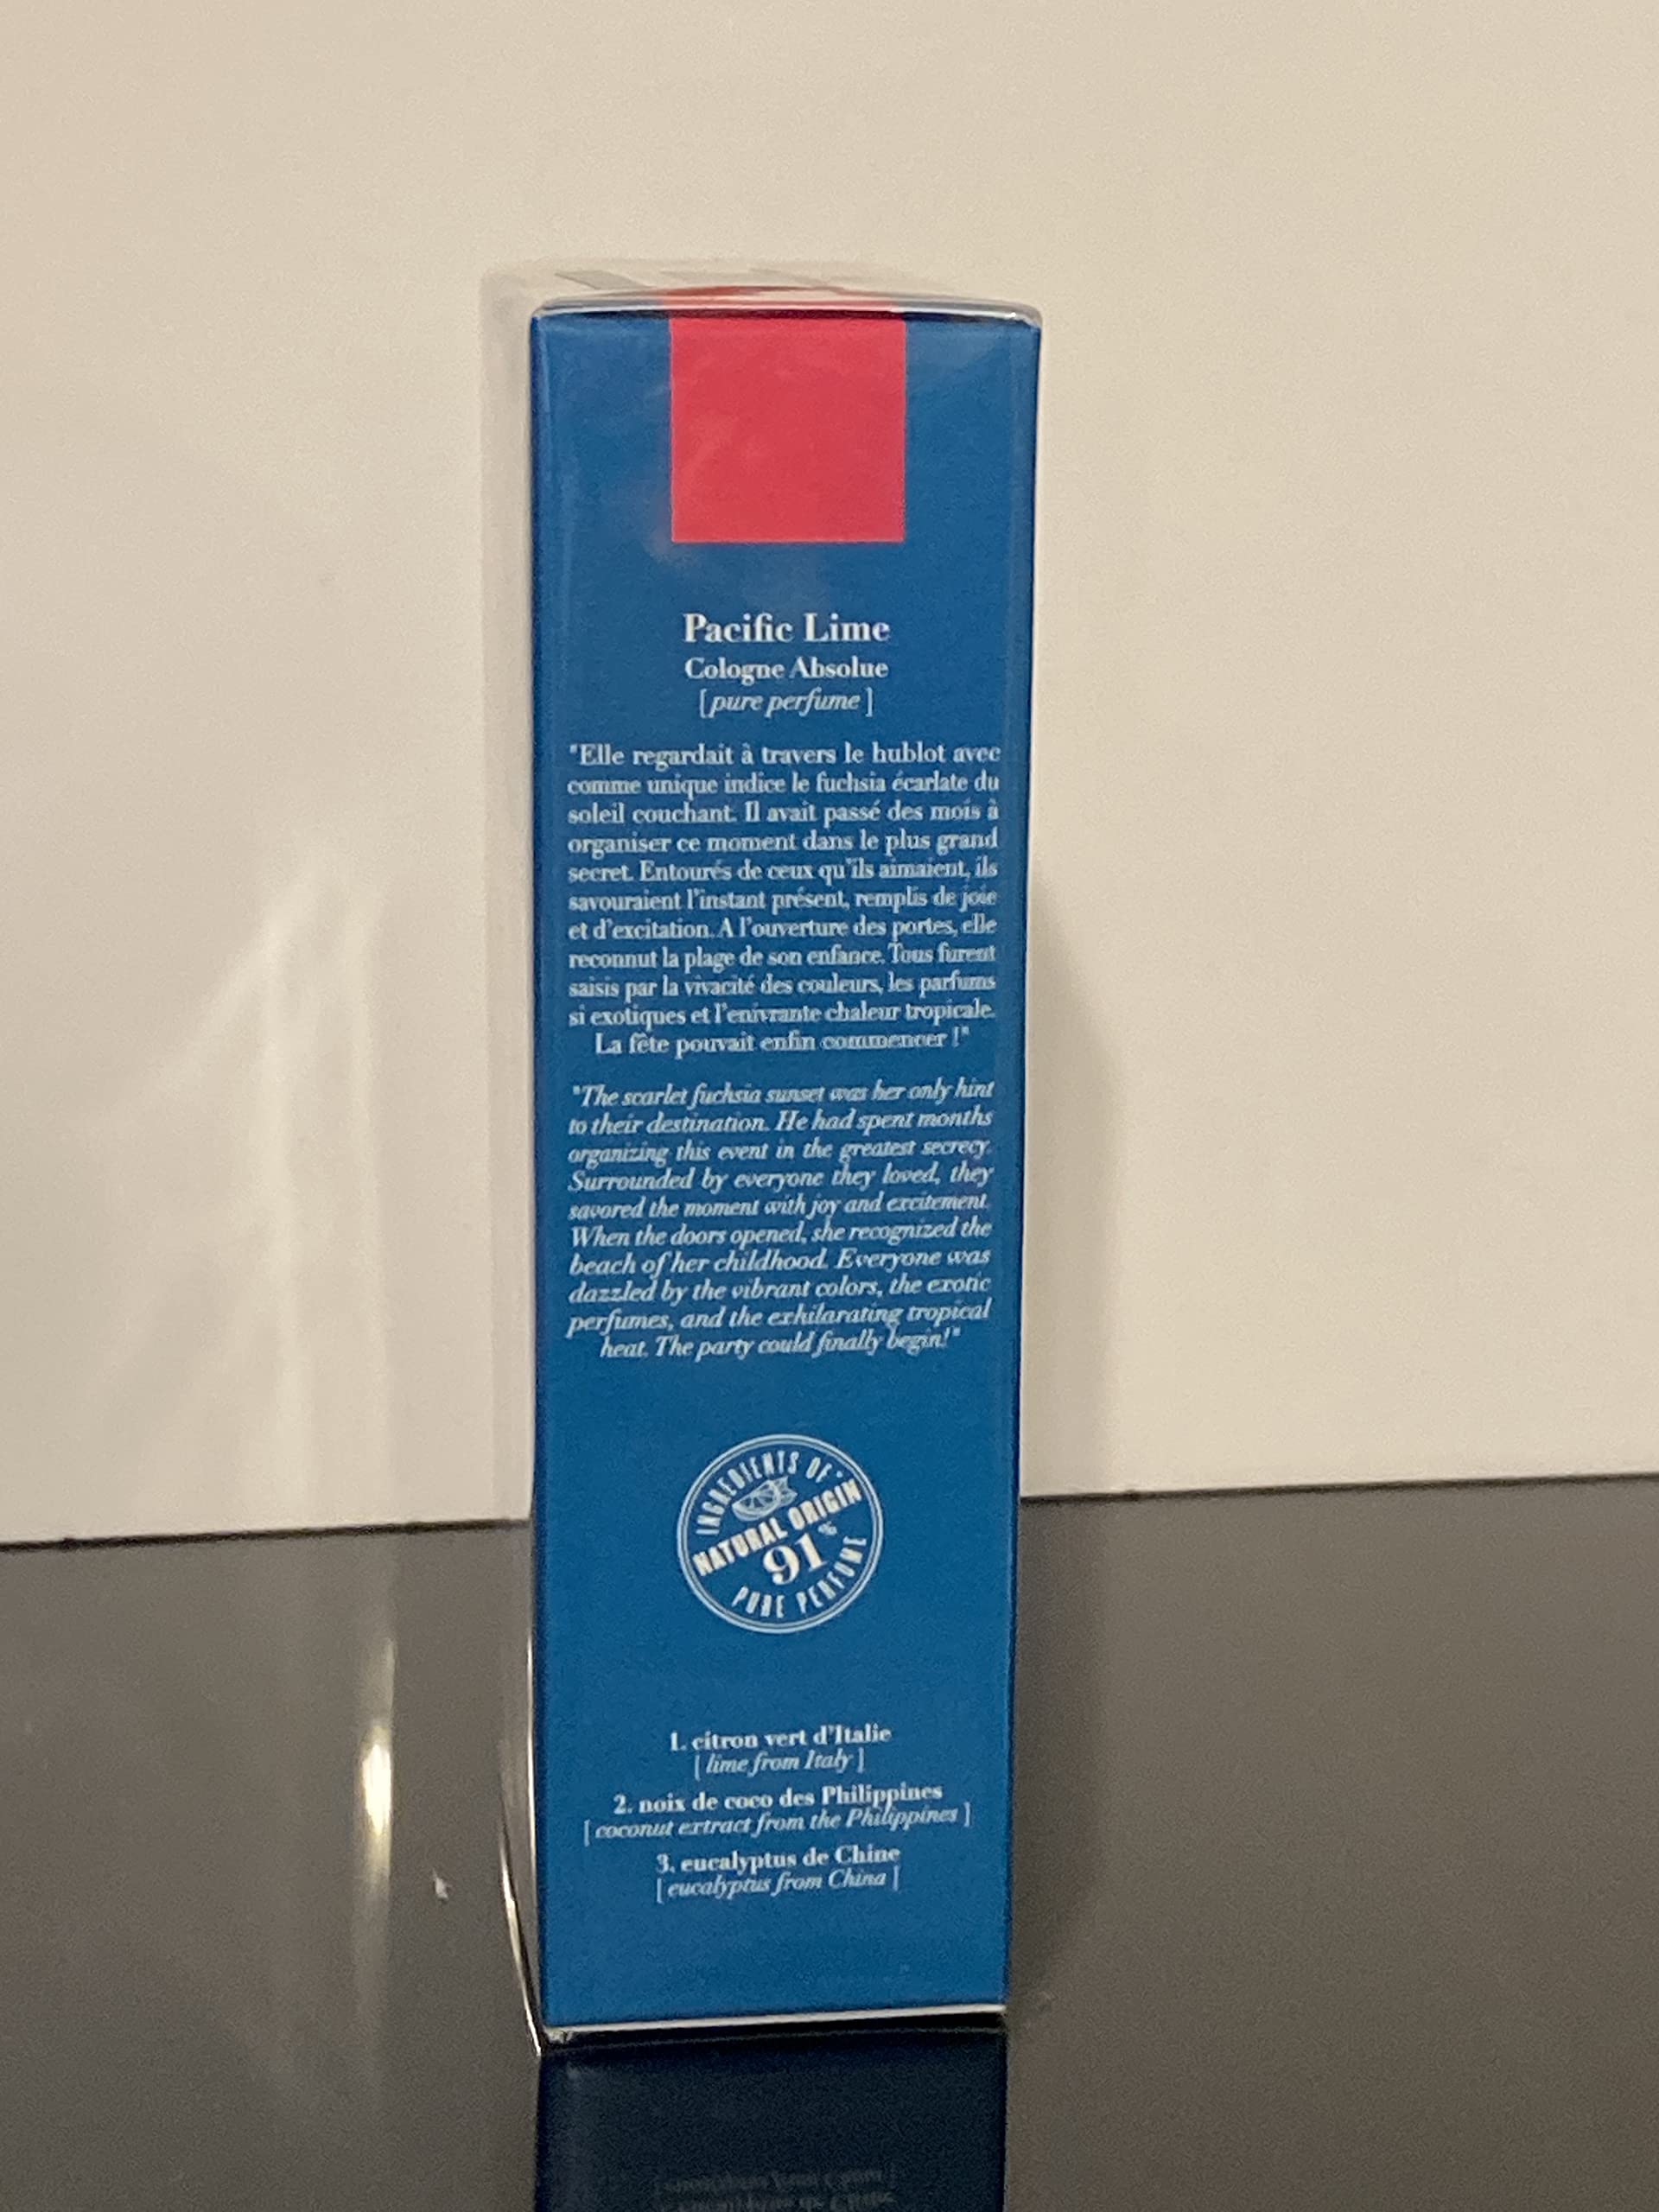 Pacific Lime
Cologne Absolue
[ pure perfume ]
"Elle regardait à travers le hublot avec
comme unique indice le fuchsia écarlate du
soleil couchant. Il avait passé des mois à
organiser ce moment dans le plus grand
secret. Entourés de ceux qu'ils aimaient, ils
savouraient l'instant présent, remplis de joie
et d'excitation. A l'ouverture des portes, elle
reconnut la plage de son enfance. Tous furent
saisis par la vivacité des couleurs, les parfums
si exotiques et l'enivrante chaleur tropicale.
La fête pouvait enfin commencer !"
"The scarlet fuchsia sunset was her only hint
to their destination. He had spent months
organizing this event in the greatest secrecy.
Surrounded by everyone they loved, they
savored the moment with joy and excitement.
When the doors opened, she recognized the
beach of her childhood. Everyone was
dazzled by the vibrant colors, the exotic
perfumes, and the exhilarating tropical
heat. The party could finally begin!"
INGREDIENTS OF
NATURAL ORIGIN
91%
PURE PERFUME
1. citron vert d'Italie
[ lime from Italy ]
2. noix de coco des Philippines
[ coconut extract from the Philippines ]
3. eucalyptus de Chine
[ eucalyptus from China ]